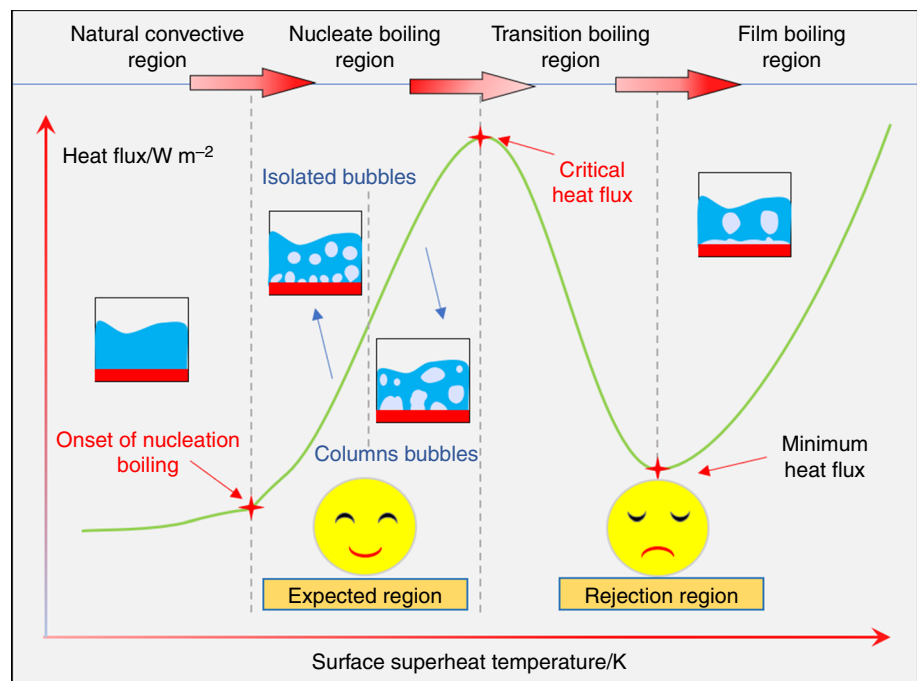 Natural convective
region
Nucleate boiling
region
Transition boiling
region
Film boiling
region
Heat flux/W m⁻²
Isolated bubbles
Critical
heat flux
Onset of nucleation
boiling
Columns bubbles
Minimum
heat flux
Expected region
Rejection region
Surface superheat temperature/K